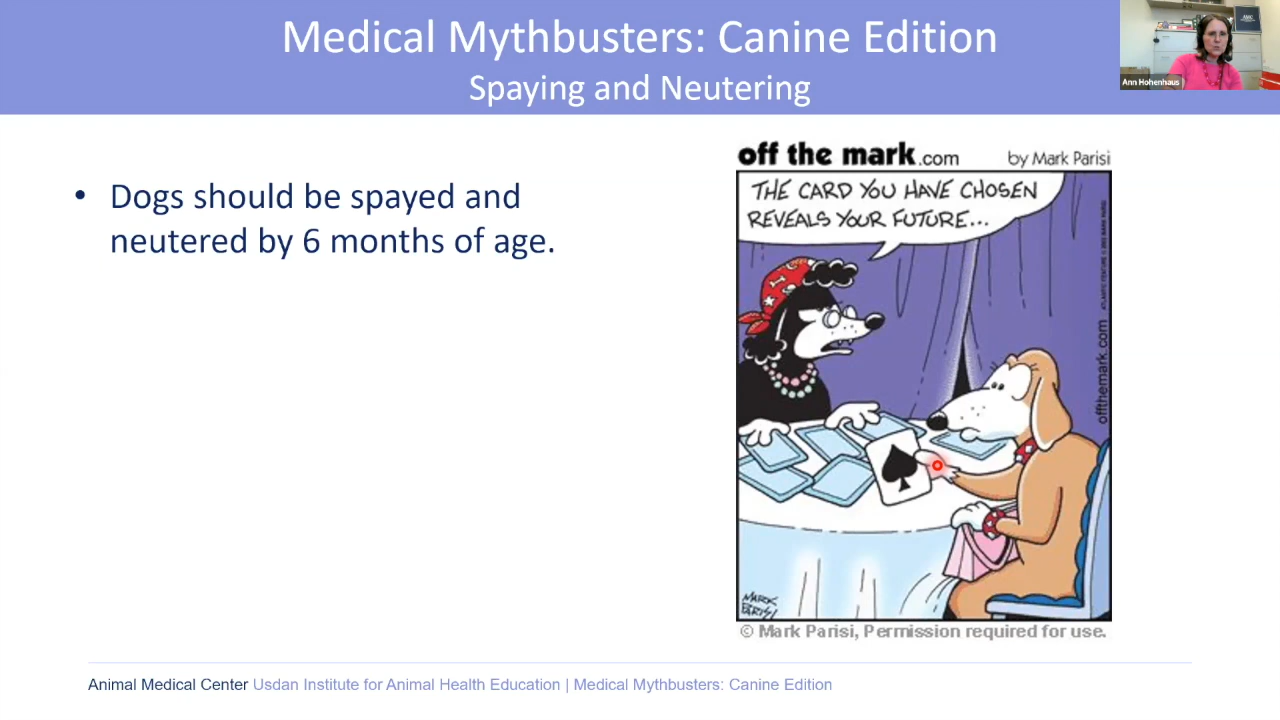 Medical Mythbusters: Canine Edition
Spaying and Neutering
Ann Hohenhaus
• Dogs should be spayed and
neutered by 6 months of age.
off the mark.com by Mark Parisi
THE CARD YOU HAVE CHOSEN
REVEALS YOUR FUTURE...
offthemark.com
MARK
PARISI
© Mark Parisi, Permission required for use.
Animal Medical Center Usdan Institute for Animal Health Education | Medical Mythbusters: Canine Edition